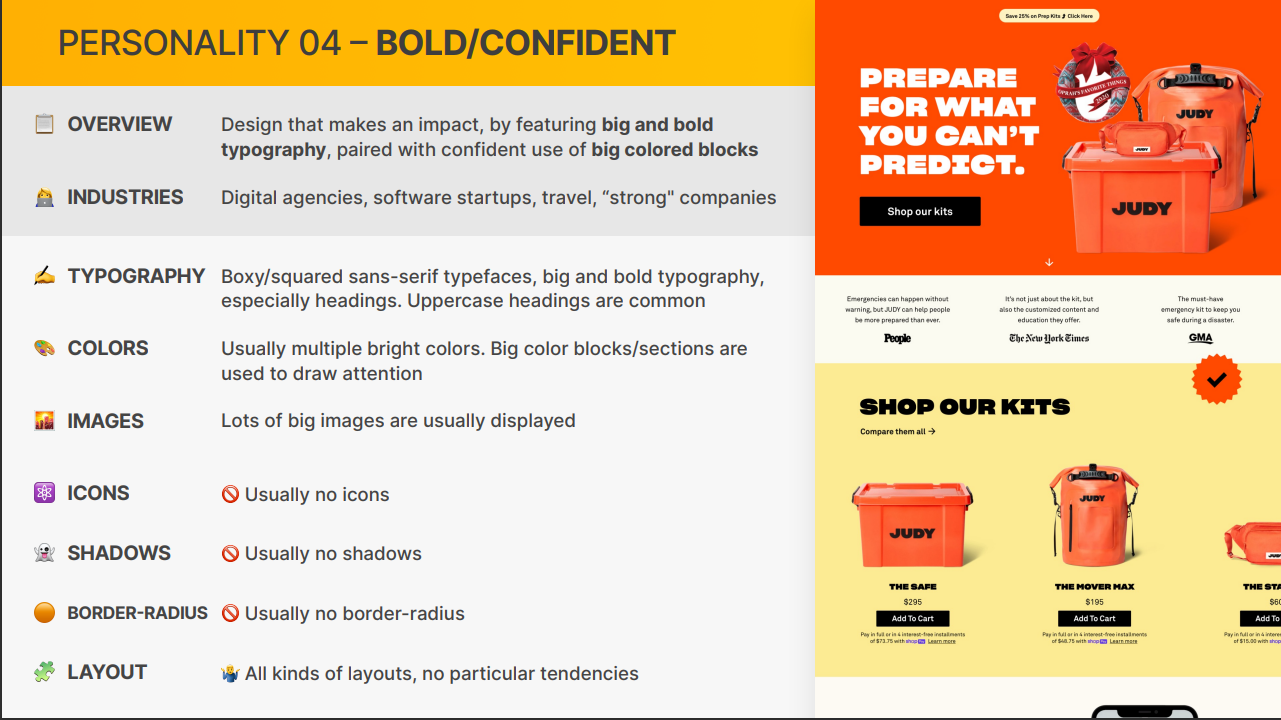 PERSONALITY 04 – BOLD/CONFIDENT
OVERVIEW
Design that makes an impact, by featuring big and bold
typography, paired with confident use of big colored blocks
INDUSTRIES
Digital agencies, software startups, travel, “strong" companies
TYPOGRAPHY
Boxy/squared sans-serif typefaces, big and bold typography,
especially headings. Uppercase headings are common
COLORS
Usually multiple bright colors. Big color blocks/sections are
used to draw attention
IMAGES
Lots of big images are usually displayed
ICONS
Usually no icons
SHADOWS
Usually no shadows
BORDER-RADIUS
Usually no border-radius
LAYOUT
All kinds of layouts, no particular tendencies
Save 25% on Prep Kits Click Here
PREPARE
FOR WHAT
YOU CAN’T
PREDICT.
Shop our kits
OPRAH'S FAVORITE THINGS
2020
JUDY
JUDY
JUDY
Emergencies can happen without
warning, but JUDY can help people
be more prepared than ever.
People
It's not just about the kit, but
also the customized content and
education they offer.
The New York Times
The must-have
emergency kit to keep you
safe during a disaster.
GMA
SHOP OUR KITS
Compare them all →
JUDY
THE SAFE
$295
Add To Cart
Pay in full or in 4 interest-free installments
of $73.75 with shop Pay Learn more
JUDY
THE MOVER MAX
$195
Add To Cart
Pay in full or in 4 interest-free installments
of $48.75 with shop Pay Learn more
THE STA
$60
Add To
Pay in full or in 4 inter
of $15.00 with shop